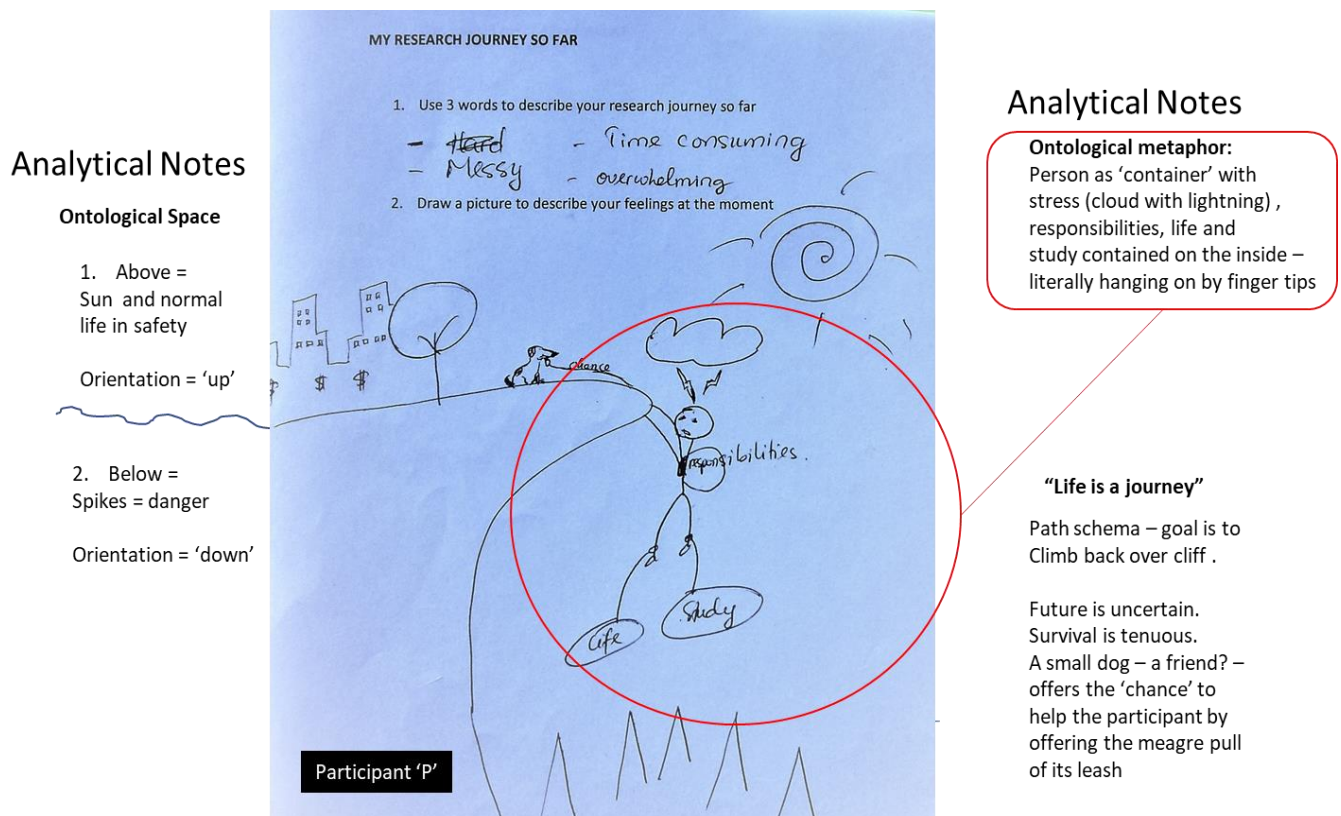 Analytical Notes
Ontological Space
1. Above =
Sun and normal
life in safety
Orientation = ‘up’
2. Below =
Spikes = danger
Orientation = ‘down’
MY RESEARCH JOURNEY SO FAR
1. Use 3 words to describe your research journey so far
- Hard - Time consuming
- Messy - overwhelming
2. Draw a picture to describe your feelings at the moment
$ $ $
chance
responsibilities.
Life
Study
Participant ‘P’
Analytical Notes
Ontological metaphor:
Person as ‘container’ with
stress (cloud with lightning) ,
responsibilities, life and
study contained on the inside –
literally hanging on by finger tips
“Life is a journey”
Path schema – goal is to
Climb back over cliff .
Future is uncertain.
Survival is tenuous.
A small dog – a friend? –
offers the ‘chance’ to
help the participant by
offering the meagre pull
of its leash